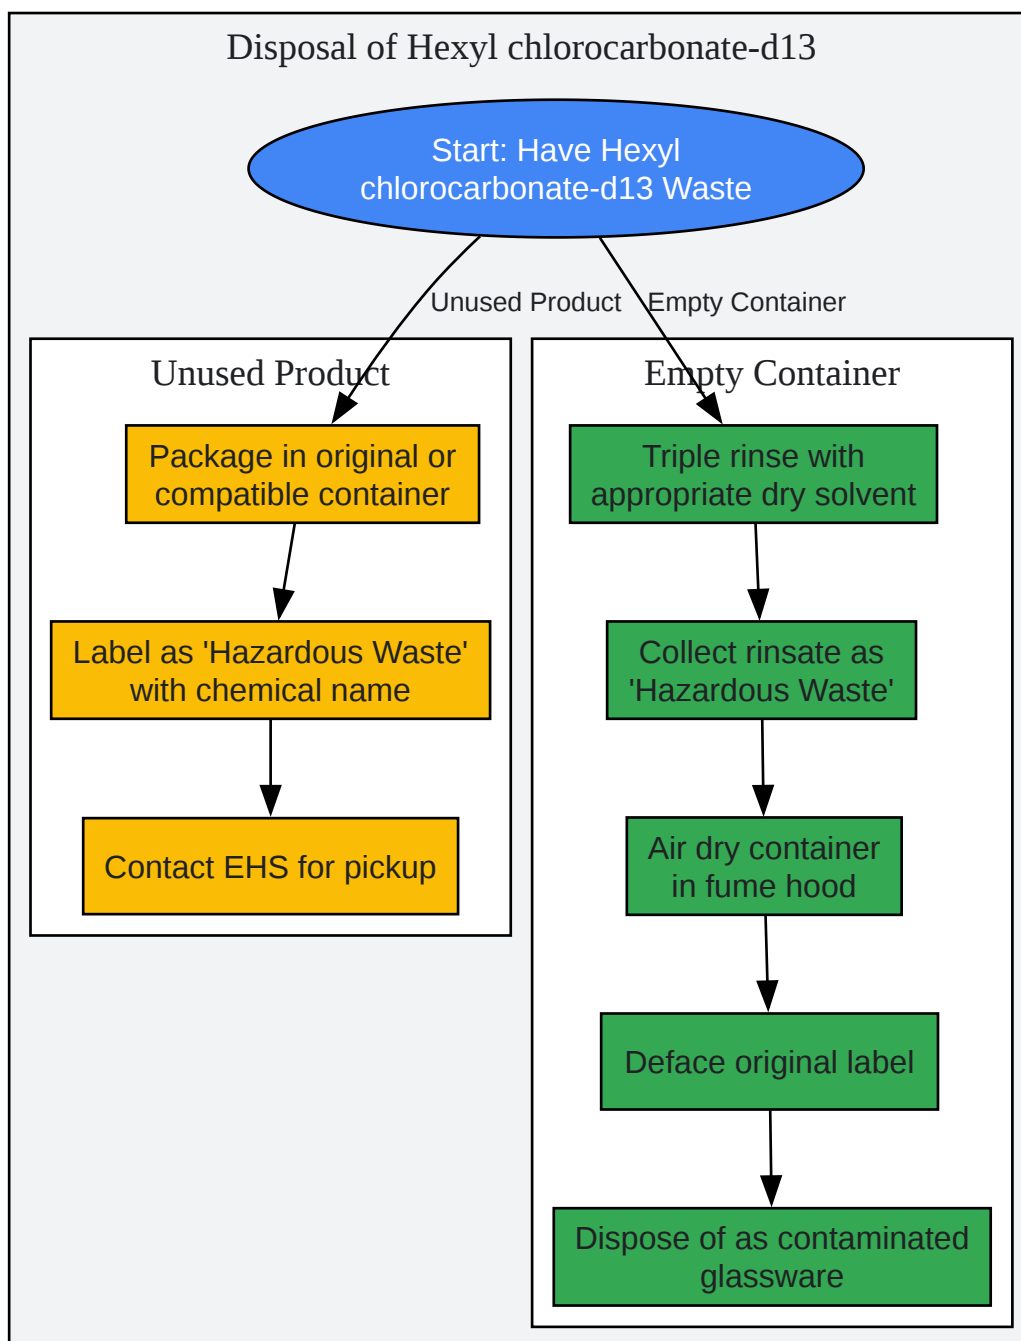 Disposal of Hexyl chlorocarbonate-d13
Start: Have Hexyl
chlorocarbonate-d13 Waste
Unused Product
Empty Container
Unused Product
Package in original or
compatible container
Label as 'Hazardous Waste'
with chemical name
Contact EHS for pickup
Empty Container
Triple rinse with
appropriate dry solvent
Collect rinsate as
'Hazardous Waste'
Air dry container
in fume hood
Deface original label
Dispose of as contaminated
glassware